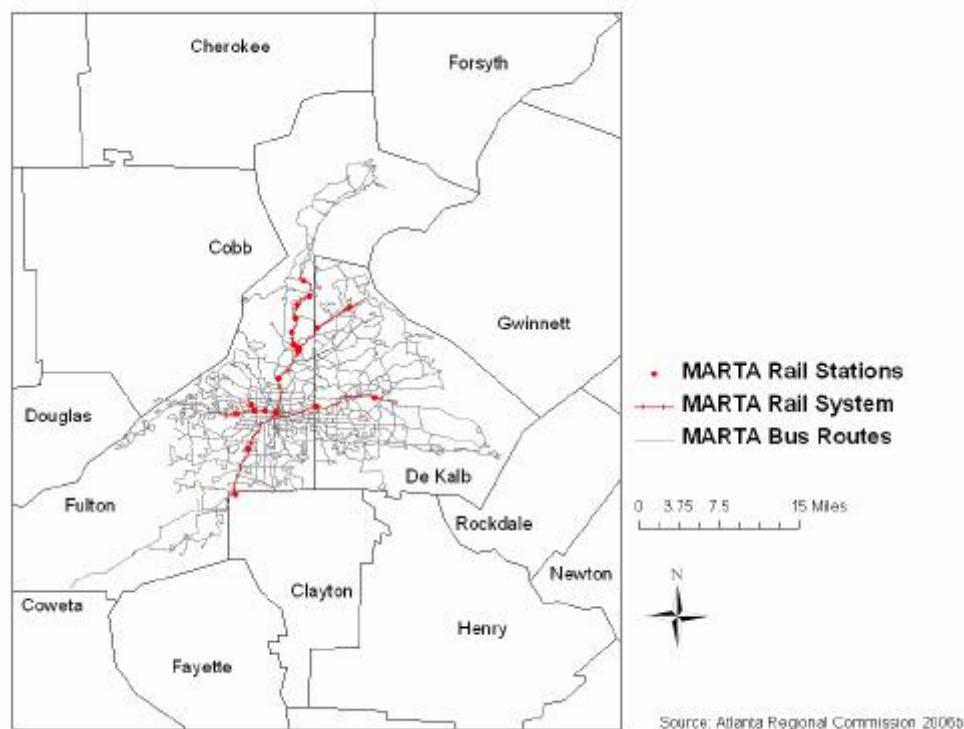 Cherokee
Forsyth
Cobb
Gwinnett
Douglas
De Kalb
Fulton
Rockdale
Newton
Clayton
Coweta
Henry
Fayette
MARTA Rail Stations
MARTA Rail System
MARTA Bus Routes
0 3.75 7.5 15 Miles
N
Source: Atlanta Regional Commission 2006b